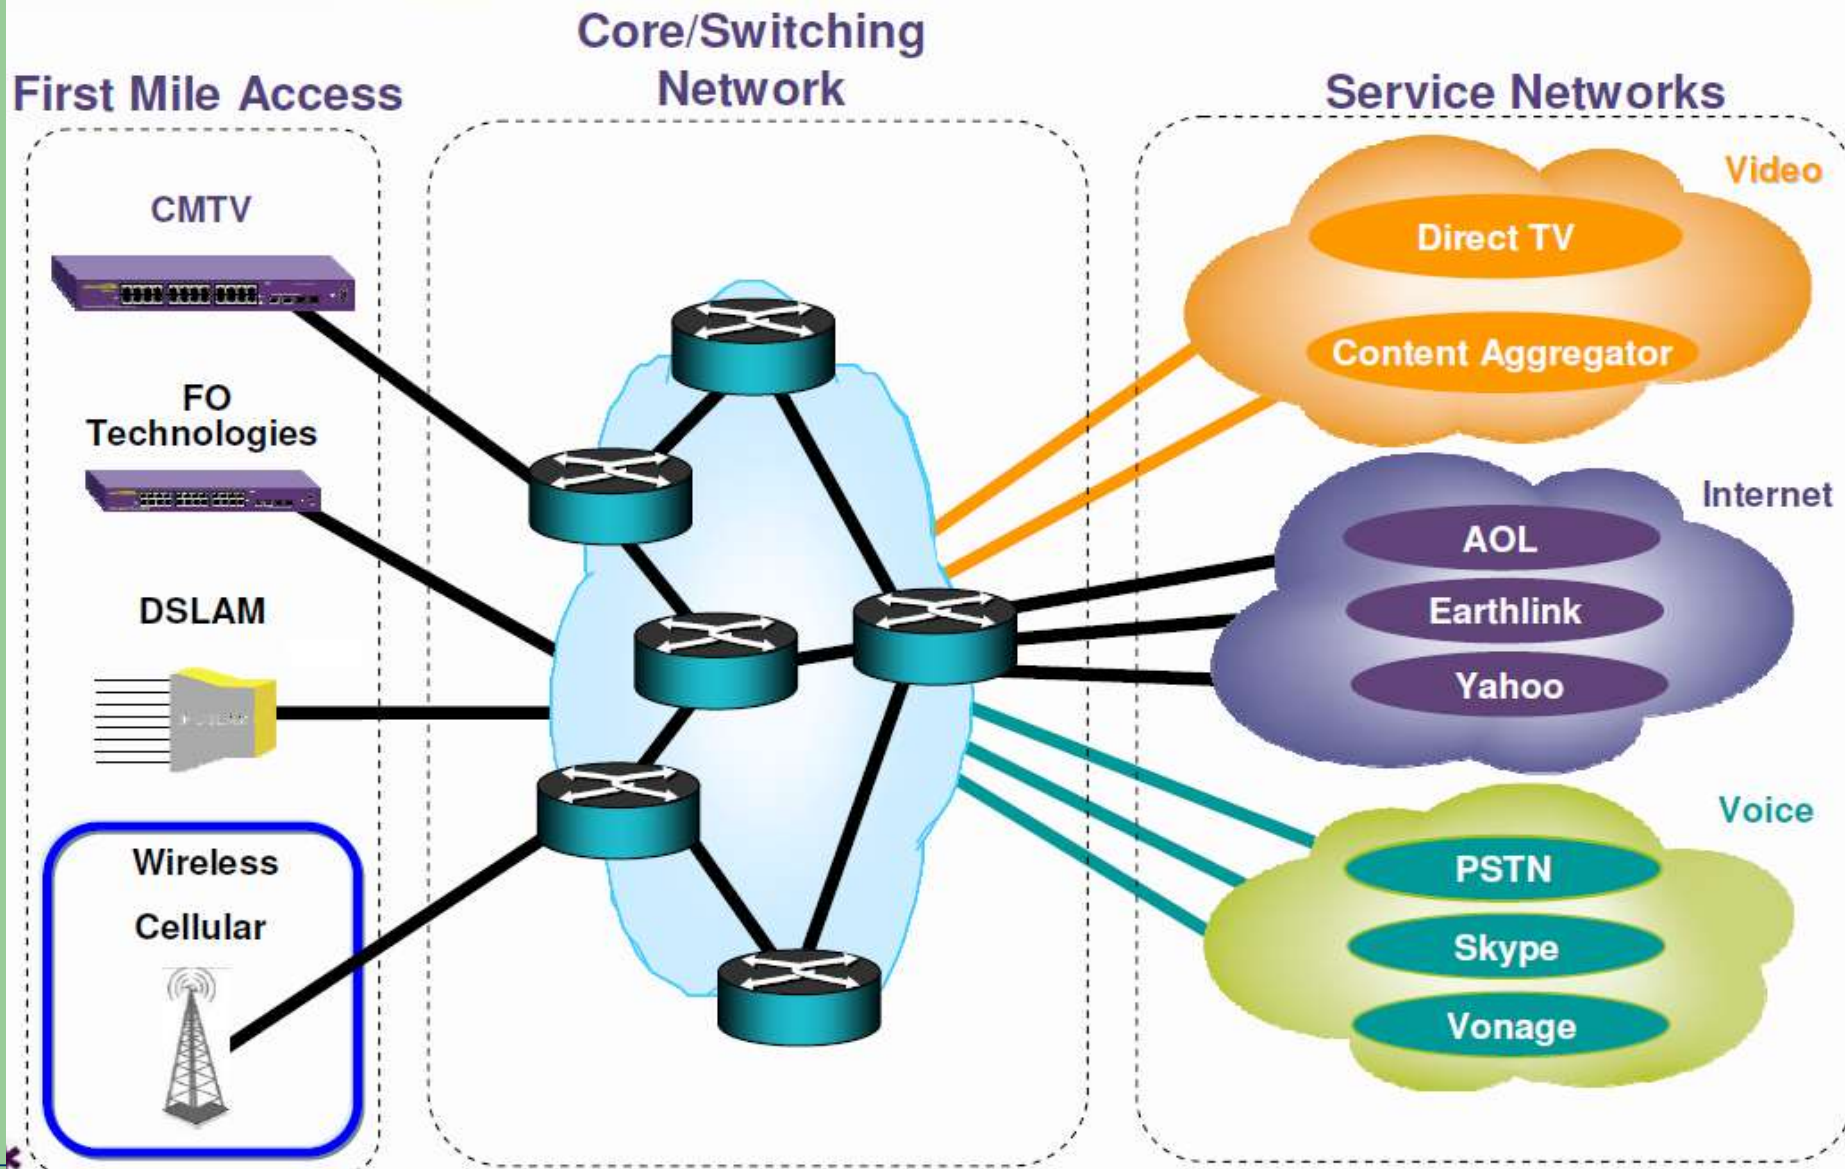 Core/Switching
Network
First Mile Access
Service Networks
CMTV
FO
Technologies
DSLAM
Wireless
Cellular
Video
Direct TV
Content Aggregator
Internet
AOL
Earthlink
Yahoo
Voice
PSTN
Skype
Vonage